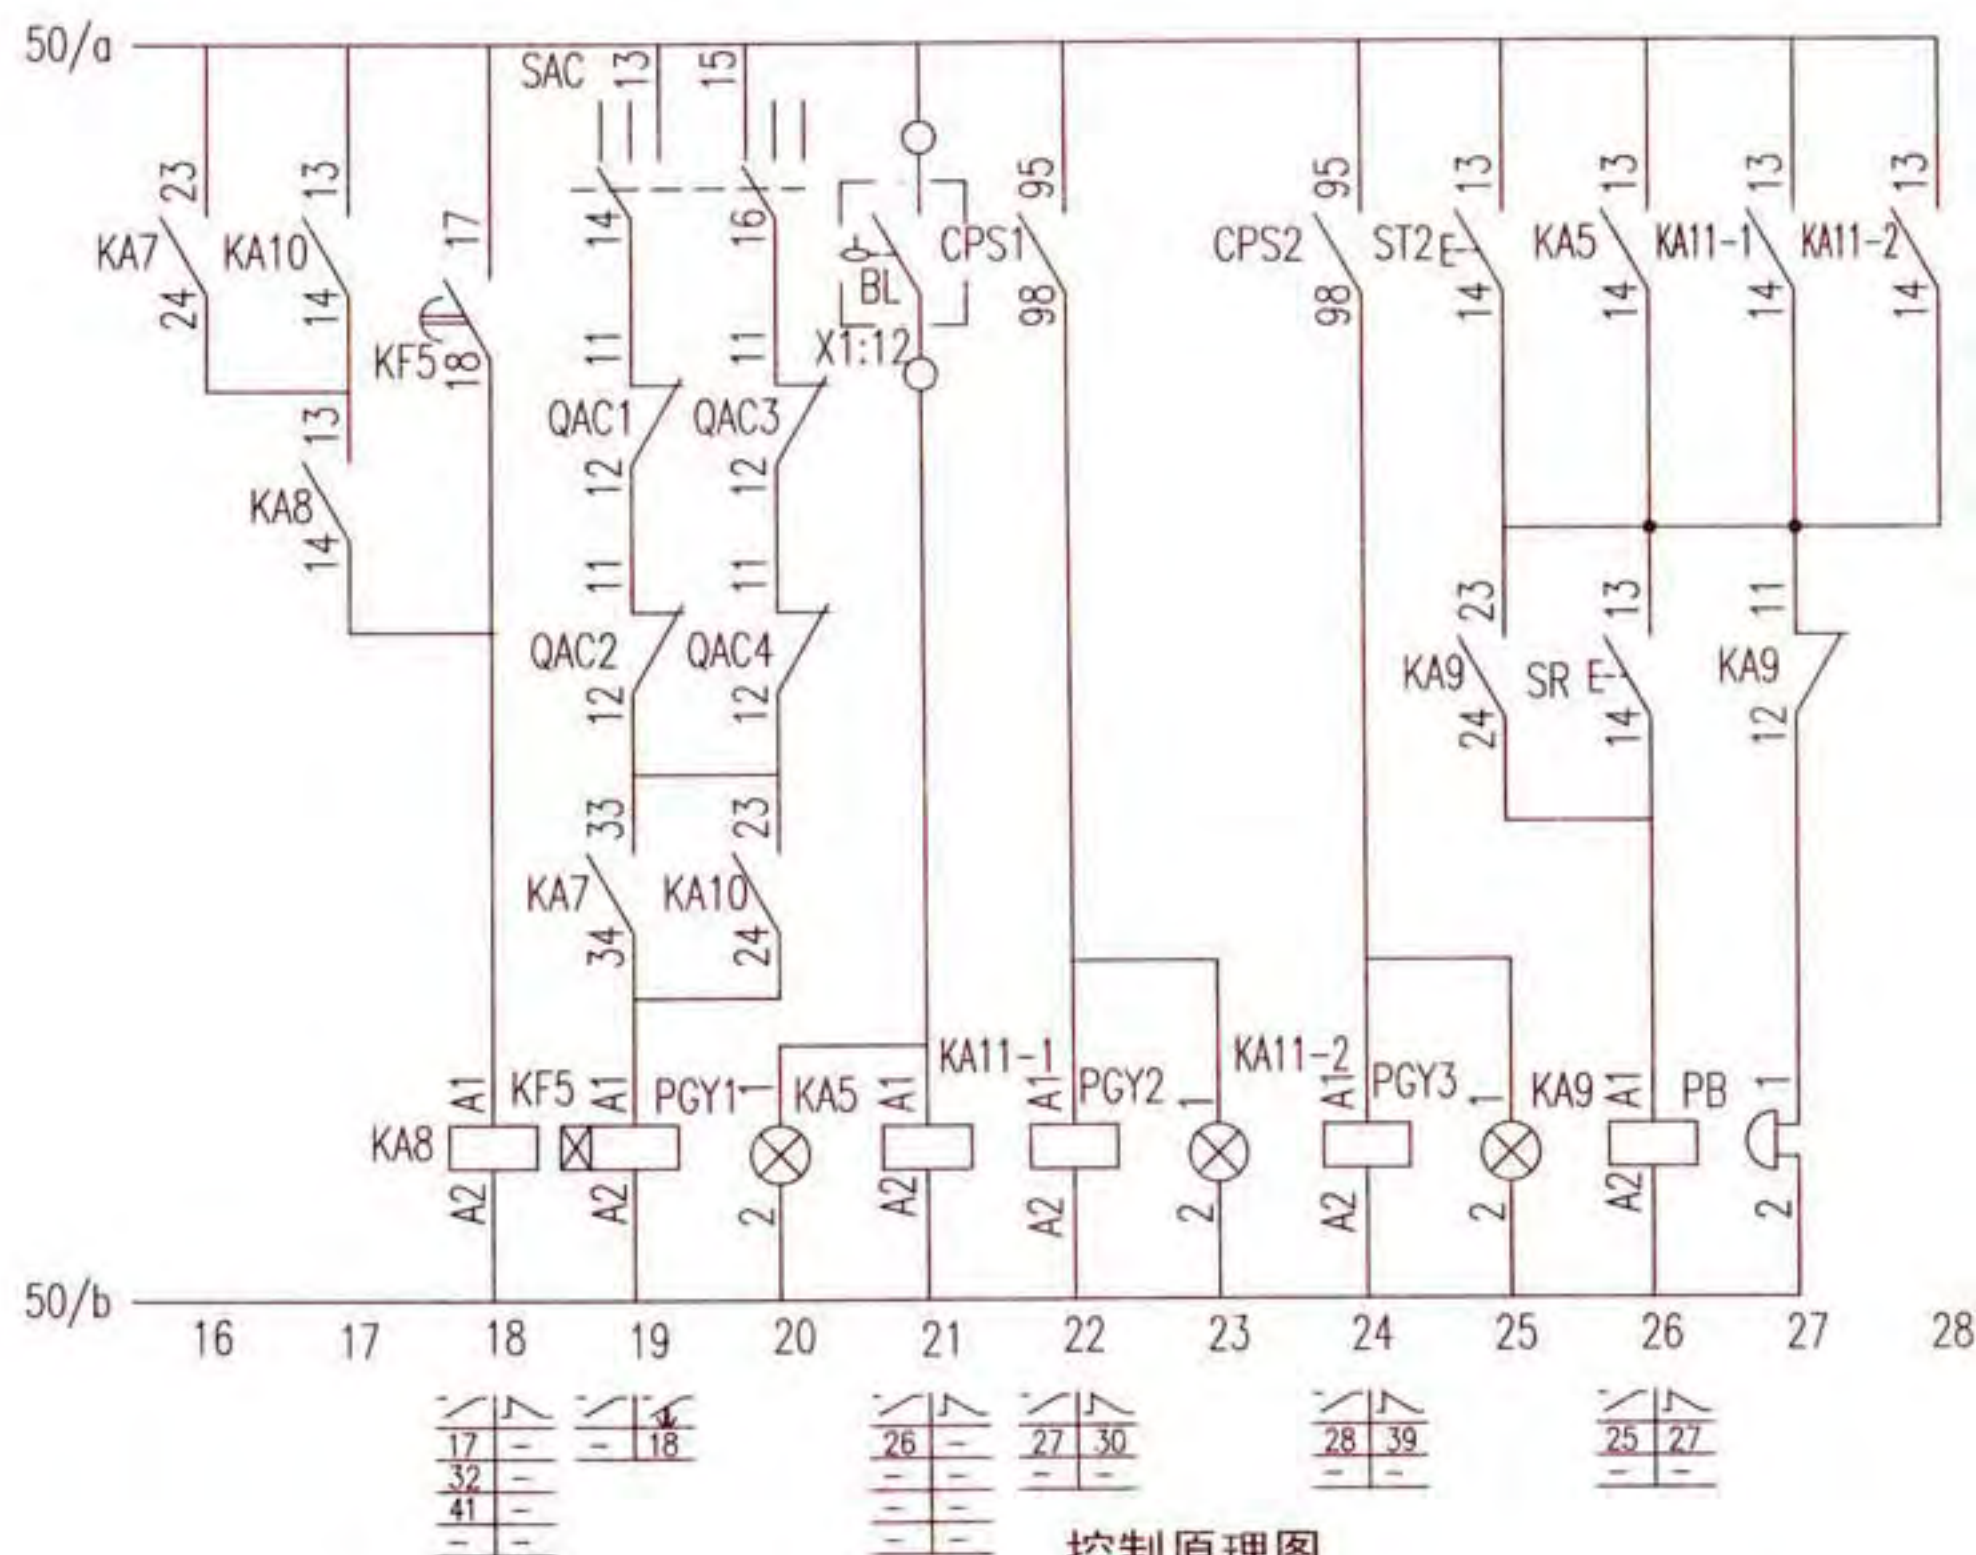 50/a
SAC 13 15
23 13 17 95 95 13 13 13 13
14 16
KA7 KA10 BL CPS1 CPS2 ST2 KA5 KA11-1 KA11-2
24 14 98 98 14 14 14 14
KF5 18 11 11 X1:12
13 QAC1 QAC3
12 12
KA8
14 11 11 23 13 11
QAC2 QAC4 KA9 SR KA9
12 12 24 14 12
33 23
KA7 KA10
34 24
KA11-1 KA11-2
A1 KF5 A1 PGY1 1 KA5 A1 A1 PGY2 1 A1 PGY3 1 KA9 A1 PB 1
KA8
A2 A2 2 A2 A2 2 A2 2 A2 2
50/b
16 17 18 19 20 21 22 23 24 25 26 27 28
17 - - 18 26 - 27 30 28 39 25 27
32 - - - - - - - - -
41 - - -
- - - -
控制原理图